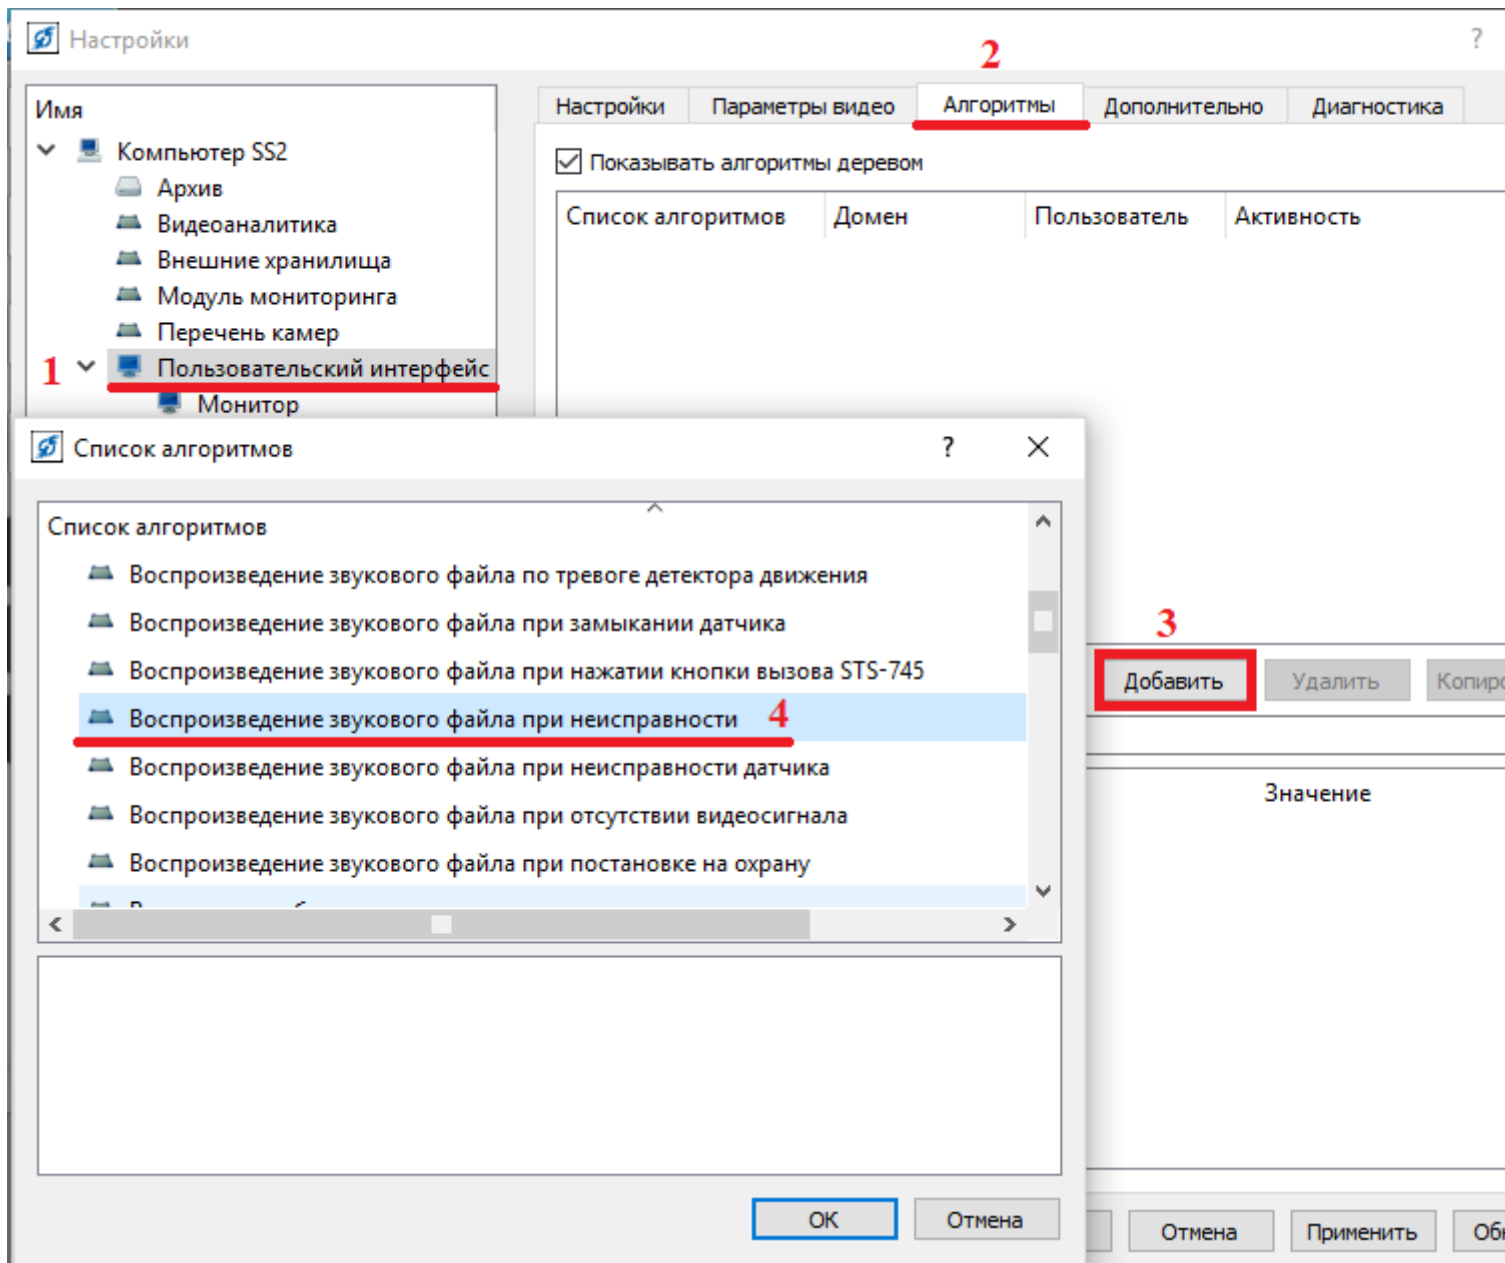 Настройки
?
2
Имя
Компьютер SS2
Архив
Видеоаналитика
Внешние хранилища
Модуль мониторинга
Перечень камер
1 Пользовательский интерфейс
Монитор
Настройки Параметры видео Алгоритмы Дополнительно Диагностика
Показывать алгоритмы деревом
Список алгоритмов Домен Пользователь Активность
Список алгоритмов
?
Список алгоритмов
Воспроизведение звукового файла по тревоге детектора движения
Воспроизведение звукового файла при замыкании датчика
Воспроизведение звукового файла при нажатии кнопки вызова STS-745
Воспроизведение звукового файла при неисправности 4
Воспроизведение звукового файла при неисправности датчика
Воспроизведение звукового файла при отсутствии видеосигнала
Воспроизведение звукового файла при постановке на охрану
OK Отмена
3
Добавить Удалить Копиро
Значение
Отмена Применить Об